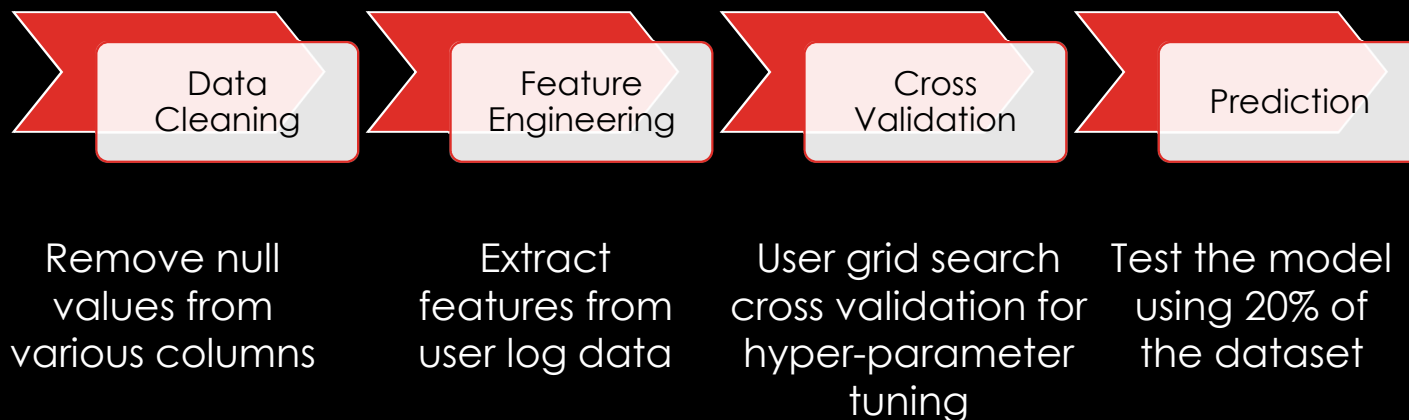 Data
Cleaning
Feature
Engineering
Cross
Validation
Prediction
Remove null
values from
various columns
Extract
features from
user log data
User grid search
cross validation for
hyper-parameter
tuning
Test the model
using 20% of
the dataset